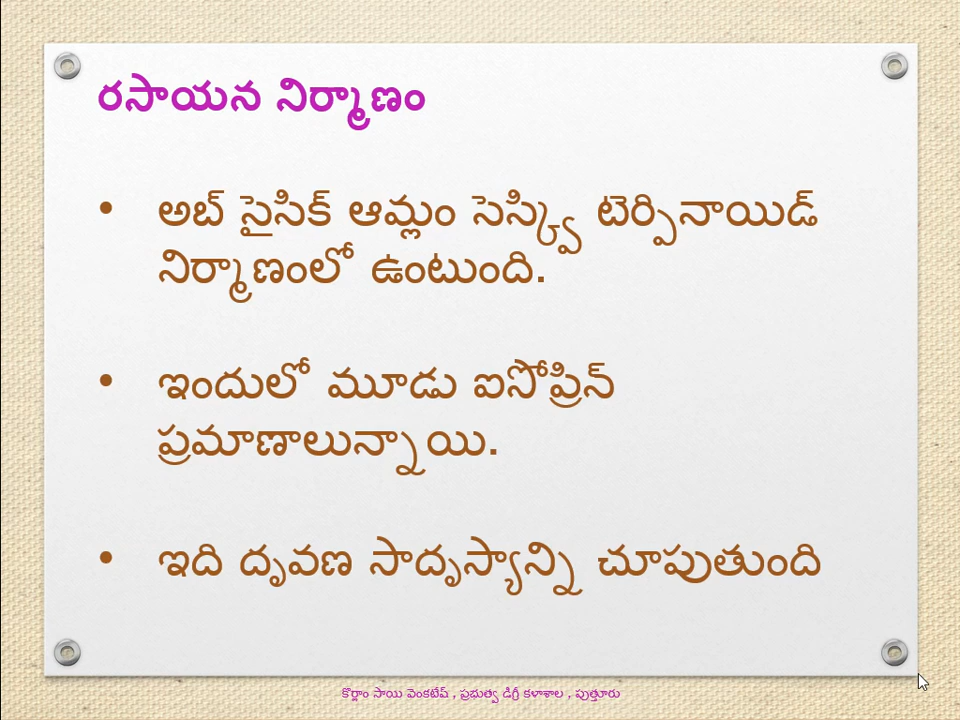 రసాయన నిర్మాణం
• అబ్ సైసిక్ ఆమ్లం సెస్క్వి టెర్పినాయిడ్
నిర్మాణంలో ఉంటుంది.
• ఇందులో మూడు ఐసోప్రిన్
ప్రమాణాలున్నాయి.
• ఇది దృవణ సాదృస్యాన్ని చూపుతుంది
కొర్లాం సాయి వెంకటేష్ , ప్రభుత్వ డిగ్రీ కళాశాల , పుత్తూరు